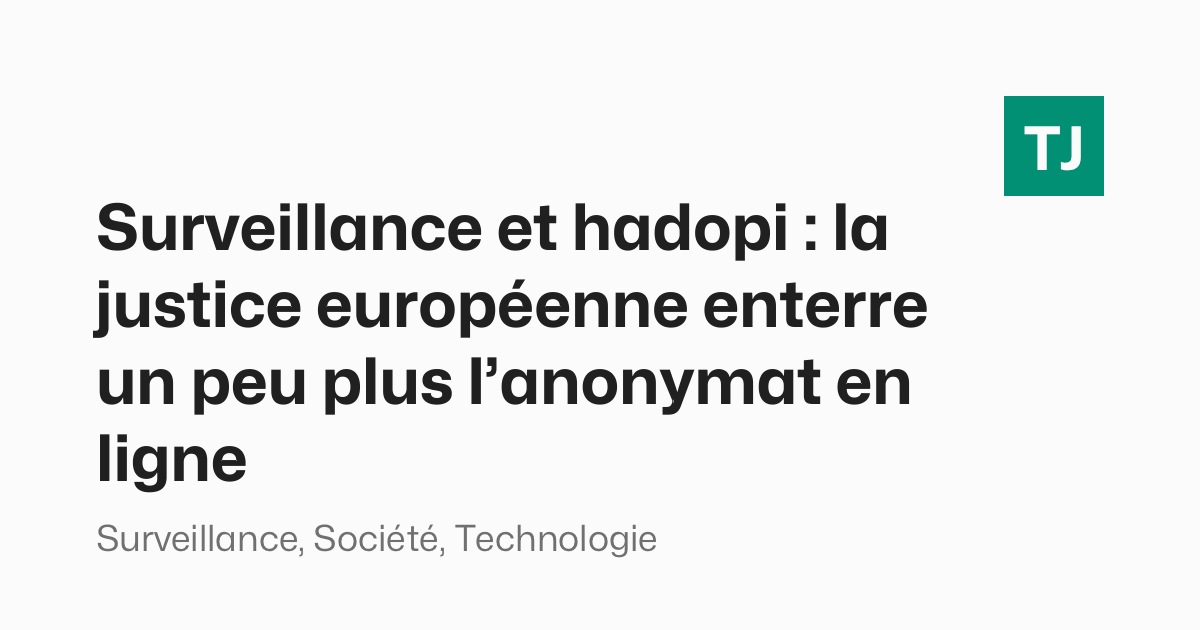 TJ
Surveillance et hadopi : la
justice européenne enterre
un peu plus l’anonymat en
ligne
Surveillance, Société, Technologie